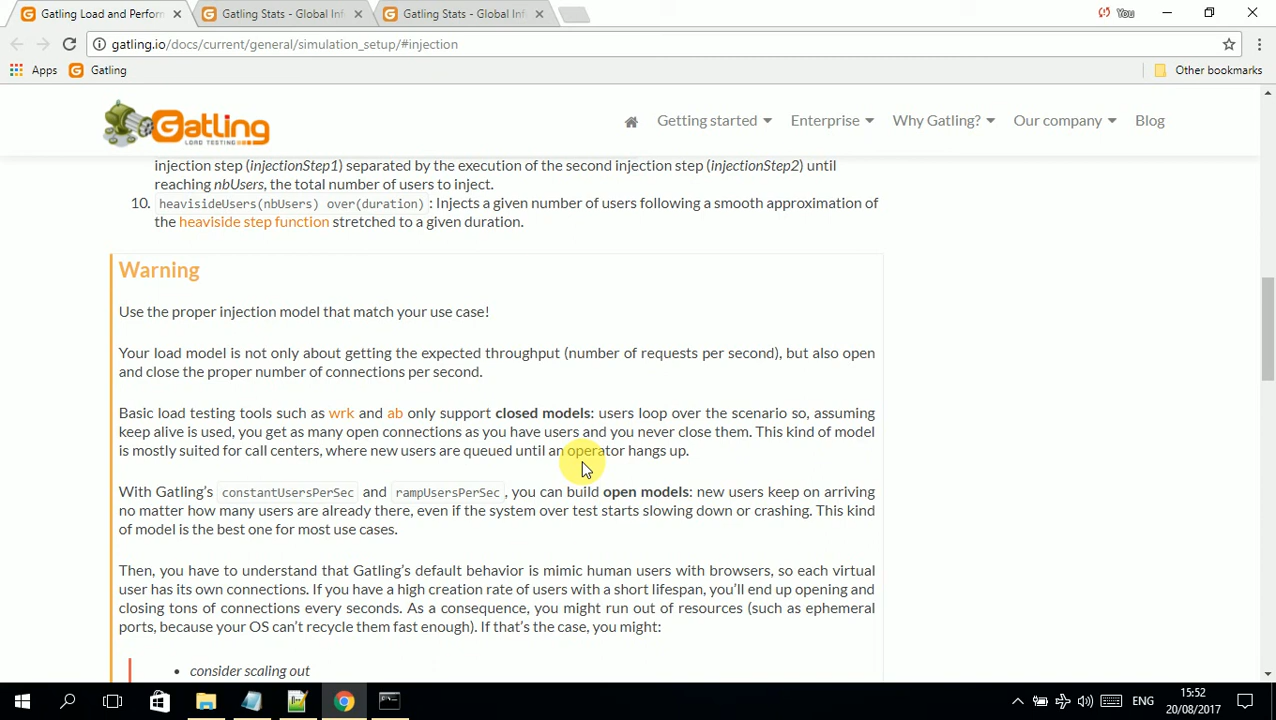 Gatling Load and Perform
Gatling Stats - Global Inf
Gatling Stats - Global Inf
You
gatling.io/docs/current/general/simulation_setup/#injection
Apps
Gatling
Other bookmarks
Gatling
LOAD TESTING
Getting started
Enterprise
Why Gatling?
Our company
Blog
injection step (injectionStep1) separated by the execution of the second injection step (injectionStep2) until
reaching nbUsers, the total number of users to inject.
10. heavisideUsers(nbUsers) over(duration) : Injects a given number of users following a smooth approximation of
the heaviside step function stretched to a given duration.
Warning
Use the proper injection model that match your use case!
Your load model is not only about getting the expected throughput (number of requests per second), but also open
and close the proper number of connections per second.
Basic load testing tools such as wrk and ab only support closed models: users loop over the scenario so, assuming
keep alive is used, you get as many open connections as you have users and you never close them. This kind of model
is mostly suited for call centers, where new users are queued until an operator hangs up.
With Gatling's constantUsersPerSec and rampUsersPerSec, you can build open models: new users keep on arriving
no matter how many users are already there, even if the system over test starts slowing down or crashing. This kind
of model is the best one for most use cases.
Then, you have to understand that Gatling's default behavior is mimic human users with browsers, so each virtual
user has its own connections. If you have a high creation rate of users with a short lifespan, you'll end up opening and
closing tons of connections every seconds. As a consequence, you might run out of resources (such as ephemeral
ports, because your OS can't recycle them fast enough). If that's the case, you might:
• consider scaling out
ENG
15:52
20/08/2017